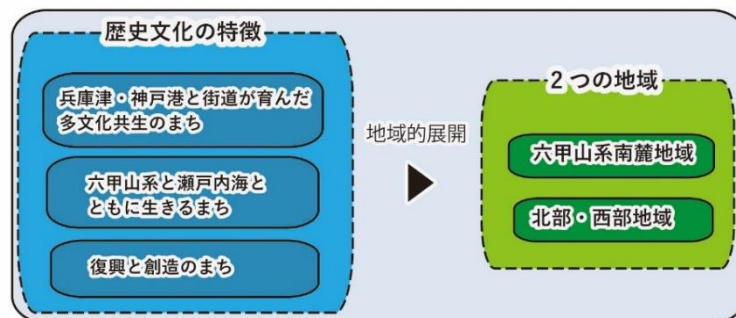 歴史文化の特徴
兵庫津・神戸港と街道が育んだ
多文化共生のまち
六甲山系と瀬戸内海と
ともに生きるまち
復興と創造のまち
地域的展開
2つの地域
六甲山系南麓地域
北部・西部地域